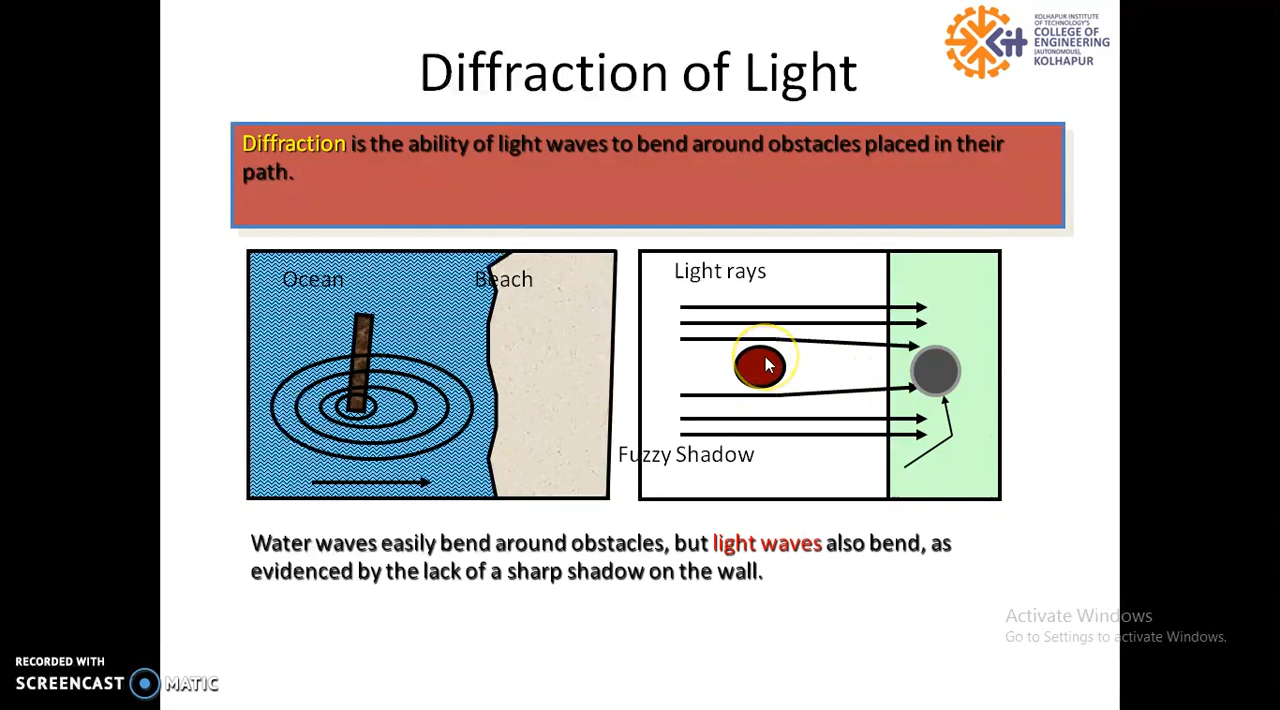 KOLHAPUR INSTITUTE
OF TECHNOLOGY'S
COLLEGE OF
ENGINEERING
(AUTONOMOUS),
KOLHAPUR
Kit
Diffraction of Light
Diffraction is the ability of light waves to bend around obstacles placed in their
path.
Ocean
Beach
Light rays
Fuzzy Shadow
Water waves easily bend around obstacles, but light waves also bend, as
evidenced by the lack of a sharp shadow on the wall.
Activate Windows
Go to Settings to activate Windows.
RECORDED WITH
SCREENCAST MATIC